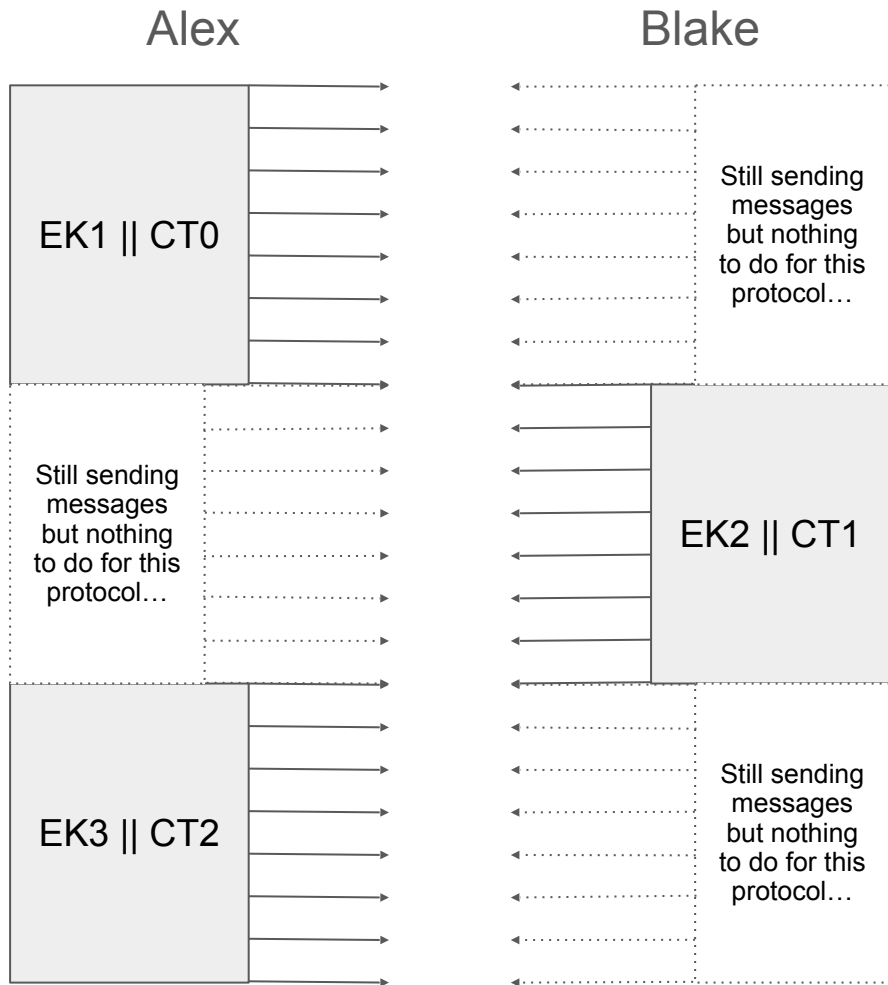 Alex
Blake
EK1 || CT0
Still sending
messages
but nothing
to do for this
protocol…
Still sending
messages
but nothing
to do for this
protocol…
EK2 || CT1
EK3 || CT2
Still sending
messages
but nothing
to do for this
protocol…